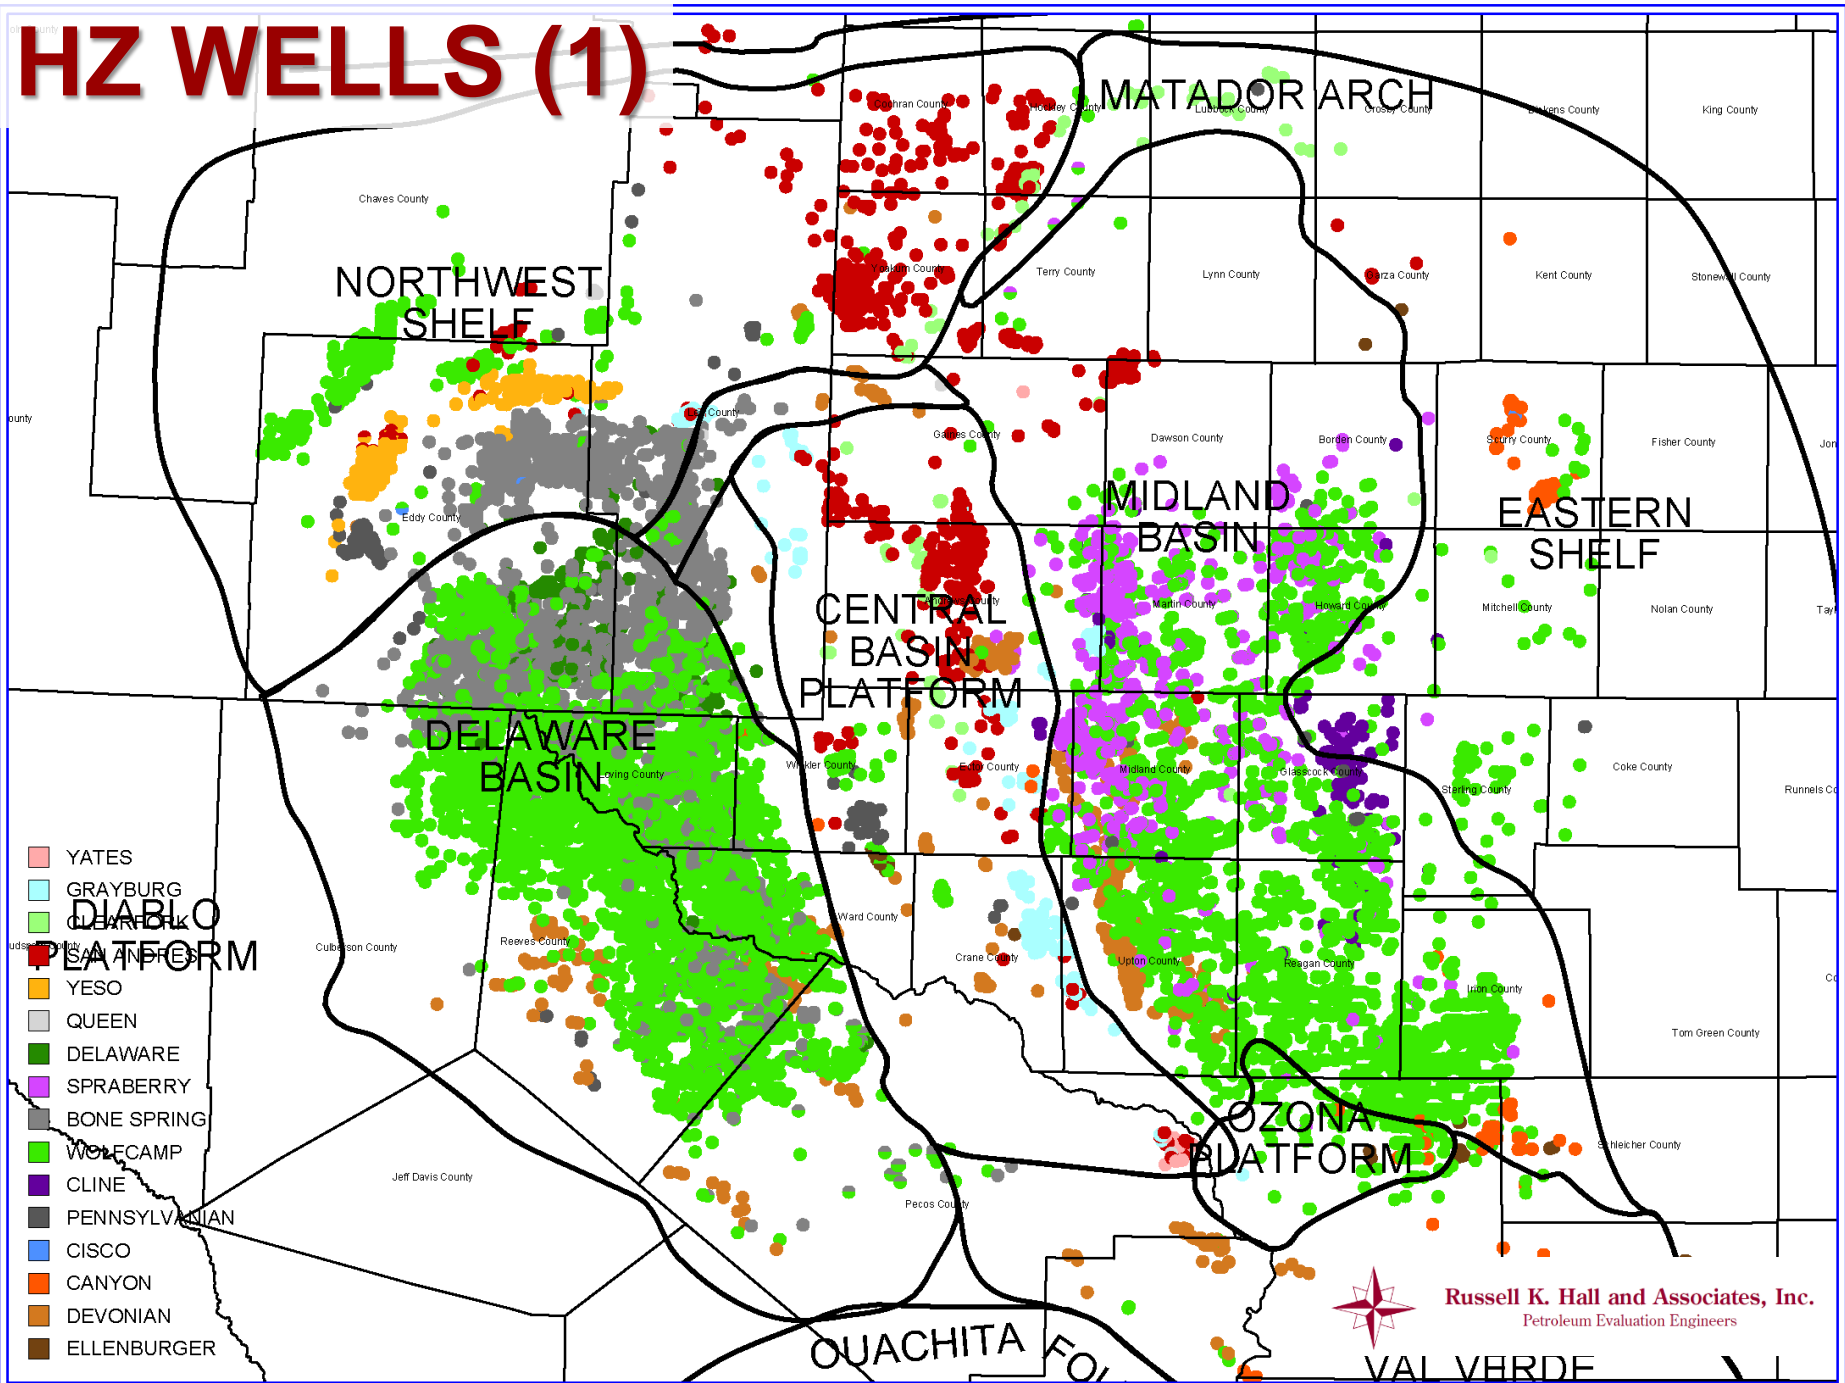 HZ WELLS (1)
MATADOR ARCH
Cochran County
Hockley County
Lubbock County
Crosby County
Dickens County
King County
Chaves County
NORTHWEST
SHELF
Yoakum County
Terry County
Lynn County
Garza County
Kent County
Stonewall County
ounty
Lea County
Gaines County
Dawson County
Borden County
Scurry County
Fisher County
Jon
Eddy County
MIDLAND
BASIN
EASTERN
SHELF
CENTRAL
BASIN
PLATFORM
Andrews County
Martin County
Howard County
Mitchell County
Nolan County
Tayl
DELAWARE
BASIN
Loving County
Winkler County
Ector County
Midland County
Glasscock County
Sterling County
Coke County
Runnels Co
YATES
GRAYBURG
CLEARFORK
SAN ANDRES
YESO
QUEEN
DELAWARE
SPRABERRY
BONE SPRING
WOLFCAMP
CLINE
PENNSYLVANIAN
CISCO
CANYON
DEVONIAN
ELLENBURGER
DIABLO
PLATFORM
udspeth County
Culberson County
Reeves County
Ward County
Crane County
Upton County
Reagan County
Irion County
Tom Green County
Co
OZONA
PLATFORM
Schleicher County
Jeff Davis County
Pecos County
OUACHITA FOL
VAL VERDE
Russell K. Hall and Associates, Inc.
Petroleum Evaluation Engineers